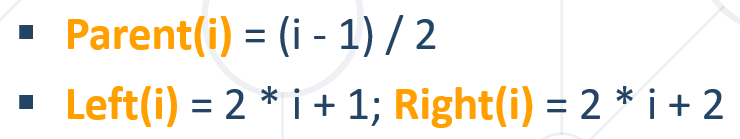 ▪ Parent(i) = (i - 1) / 2
▪ Left(i) = 2 * i + 1; Right(i) = 2 * i + 2